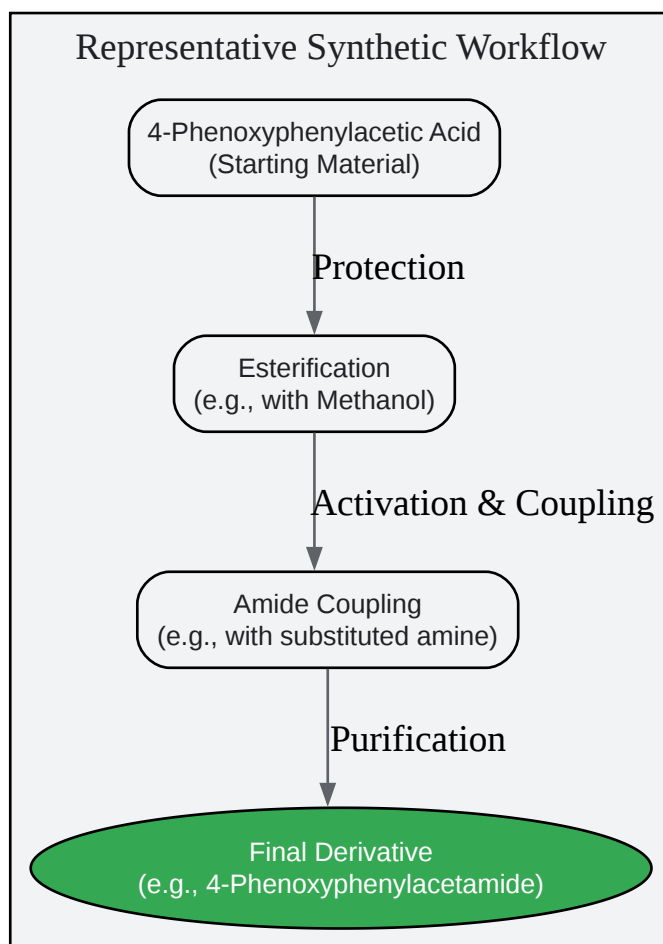 Representative Synthetic Workflow
4-Phenoxyphenylacetic Acid
(Starting Material)
Protection
Esterification
(e.g., with Methanol)
Activation & Coupling
Amide Coupling
(e.g., with substituted amine)
Purification
Final Derivative
(e.g., 4-Phenoxyphenylacetamide)